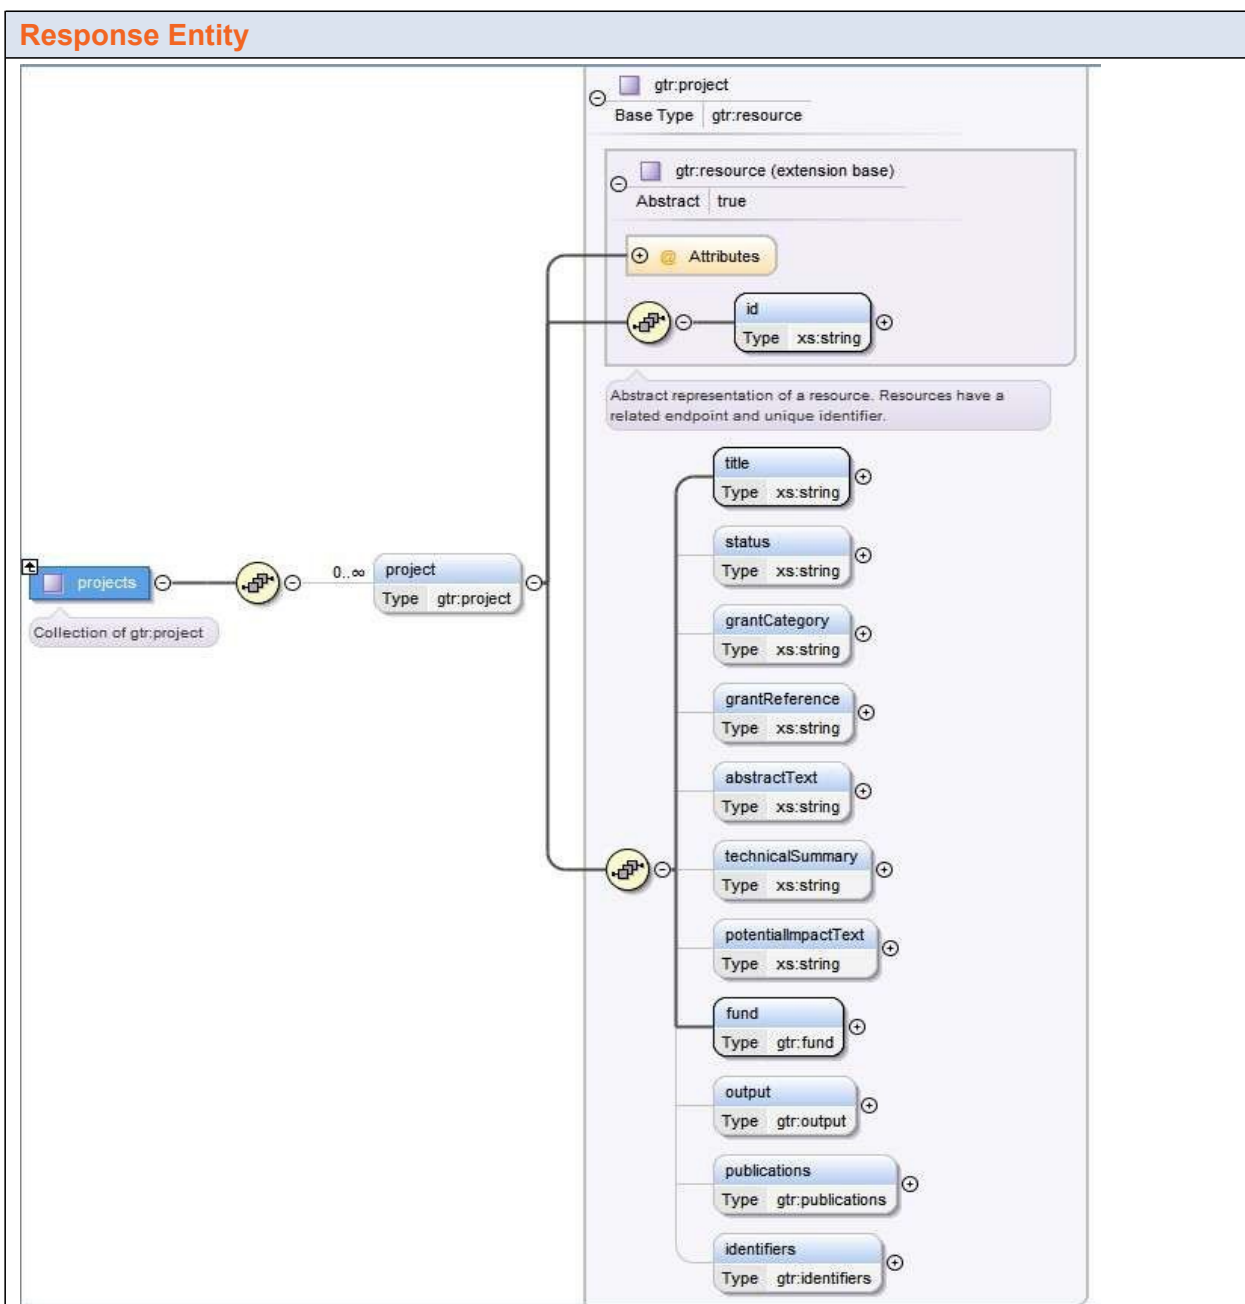 Response Entity
gtr:project
Base Type gtr:resource
gtr:resource (extension base)
Abstract true
@ Attributes
id
Type xs:string
Abstract representation of a resource. Resources have a
related endpoint and unique identifier.
title
Type xs:string
status
Type xs:string
grantCategory
Type xs:string
grantReference
Type xs:string
abstractText
Type xs:string
technicalSummary
Type xs:string
potentialImpactText
Type xs:string
fund
Type gtr:fund
output
Type gtr:output
publications
Type gtr:publications
identifiers
Type gtr:identifiers
projects
Collection of gtr:project
0..∞
project
Type gtr:project